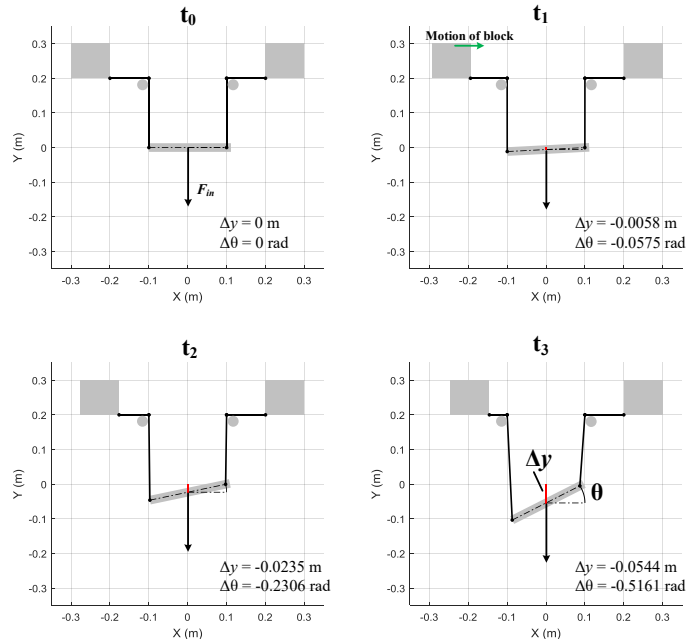 t0
0.3
0.2
0.1
0
-0.1
-0.2
-0.3
Y (m)
Fin
Δy = 0 m
Δθ = 0 rad
-0.3 -0.2 -0.1 0 0.1 0.2 0.3
X (m)
t1
Motion of block
0.3
0.2
0.1
0
-0.1
-0.2
-0.3
Y (m)
Δy = -0.0058 m
Δθ = -0.0575 rad
-0.3 -0.2 -0.1 0 0.1 0.2 0.3
X (m)
t2
0.3
0.2
0.1
0
-0.1
-0.2
-0.3
Y (m)
Δy = -0.0235 m
Δθ = -0.2306 rad
-0.3 -0.2 -0.1 0 0.1 0.2 0.3
X (m)
t3
0.3
0.2
0.1
0
-0.1
-0.2
-0.3
Y (m)
Δy
θ
Δy = -0.0544 m
Δθ = -0.5161 rad
-0.3 -0.2 -0.1 0 0.1 0.2 0.3
X (m)